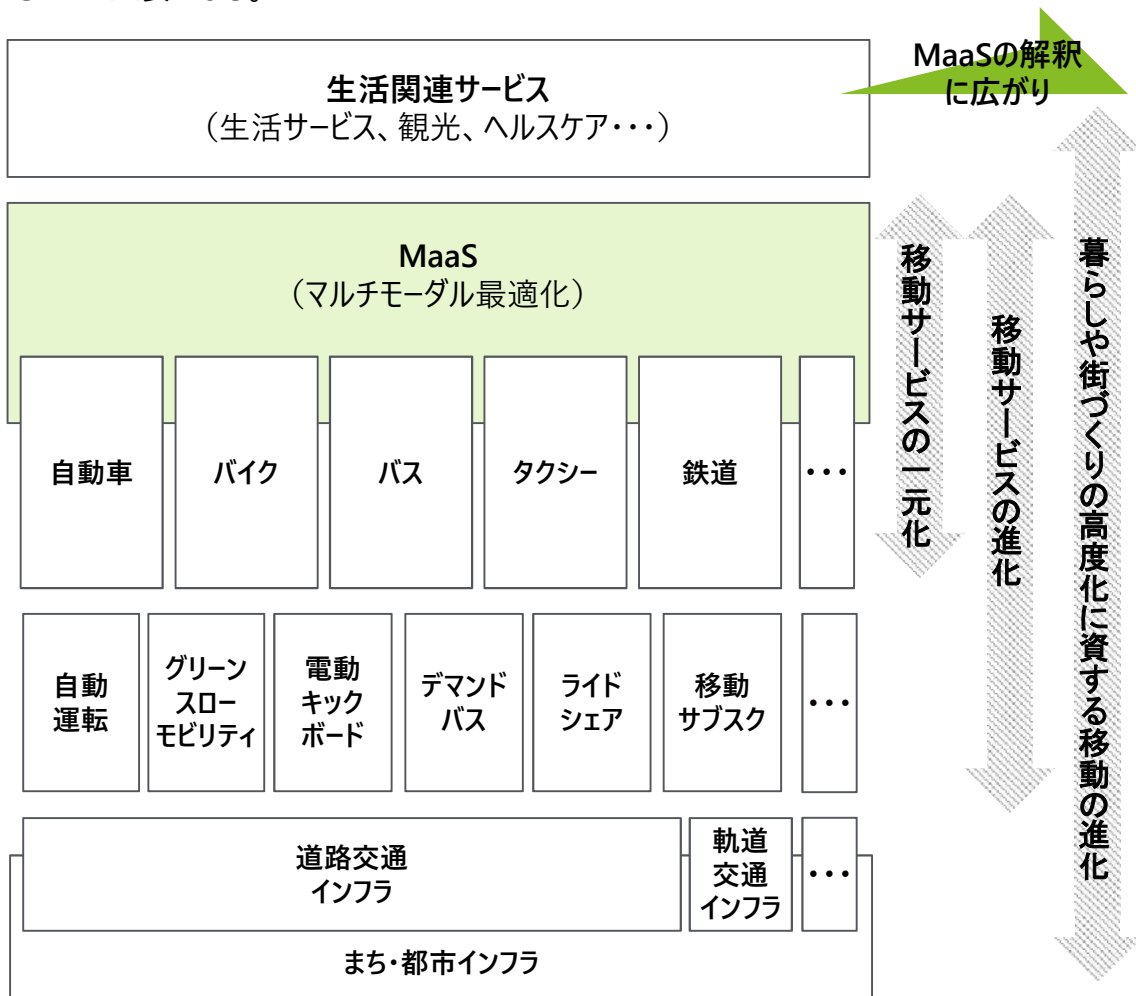 生活関連サービス
（生活サービス、観光、ヘルスケア・・・）
MaaSの解釈
に広がり
MaaS
（マルチモーダル最適化）
自動車
バイク
バス
タクシー
鉄道
・・・
自動
運転
グリーン
スロー
モビリティ
電動
キック
ボード
デマンド
バス
ライド
シェア
移動
サブスク
・・・
道路交通
インフラ
軌道
交通
インフラ
・・・
まち・都市インフラ
移動サービスの一元化
移動サービスの進化
暮らしや街づくりの高度化に資する移動の進化